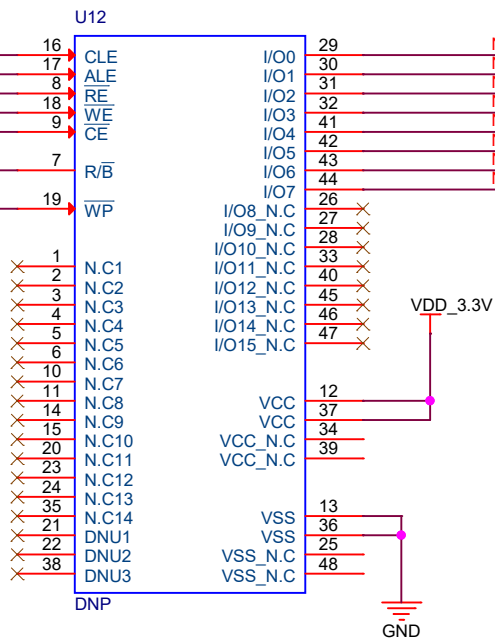 U12
16 CLE I/O0 29
17 ALE I/O1 30
8 RE I/O2 31
18 WE I/O3 32
9 CE I/O4 41
I/O5 42
7 R/B I/O6 43
I/O7 44
19 WP I/O8_N.C 26
I/O9_N.C 27
I/O10_N.C 28
1 N.C1 I/O11_N.C 33
2 N.C2 I/O12_N.C 40
3 N.C3 I/O13_N.C 45
4 N.C4 I/O14_N.C 46
5 N.C5 I/O15_N.C 47
VDD_3.3V
6 N.C6
10 N.C7
11 N.C8 VCC 12
14 N.C9 VCC 37
15 N.C10 VCC_N.C 34
20 N.C11 VCC_N.C 39
23 N.C12
24 N.C13
35 N.C14 VSS 13
21 DNU1 VSS 36
22 DNU2 VSS_N.C 25
38 DNU3 VSS_N.C 48
DNP
GND